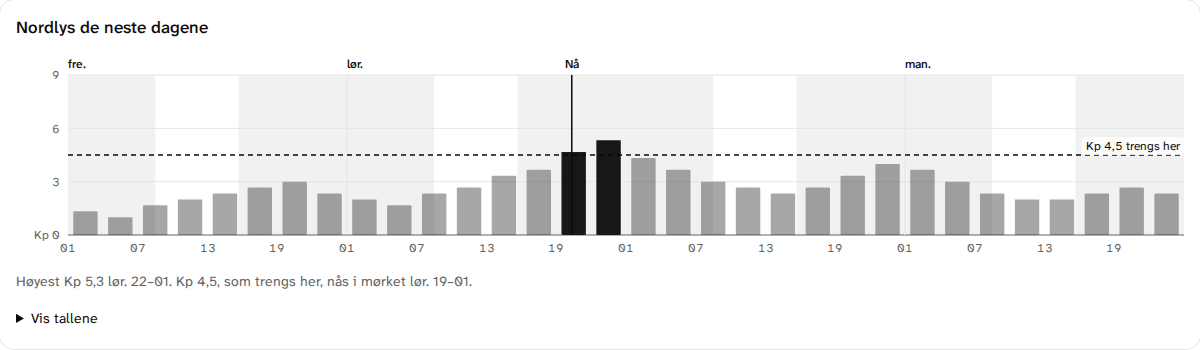 Nordlys de neste dagene
fre. lør. Nå man.
9
6
Kp 4,5 trengs her
3
Kp 0
01 07 13 19 01 07 13 19 01 07 13 19 01 07 13 19
Høyest Kp 5,3 lør. 22–01. Kp 4,5, som trengs her, nås i mørket lør. 19–01.
Vis tallene